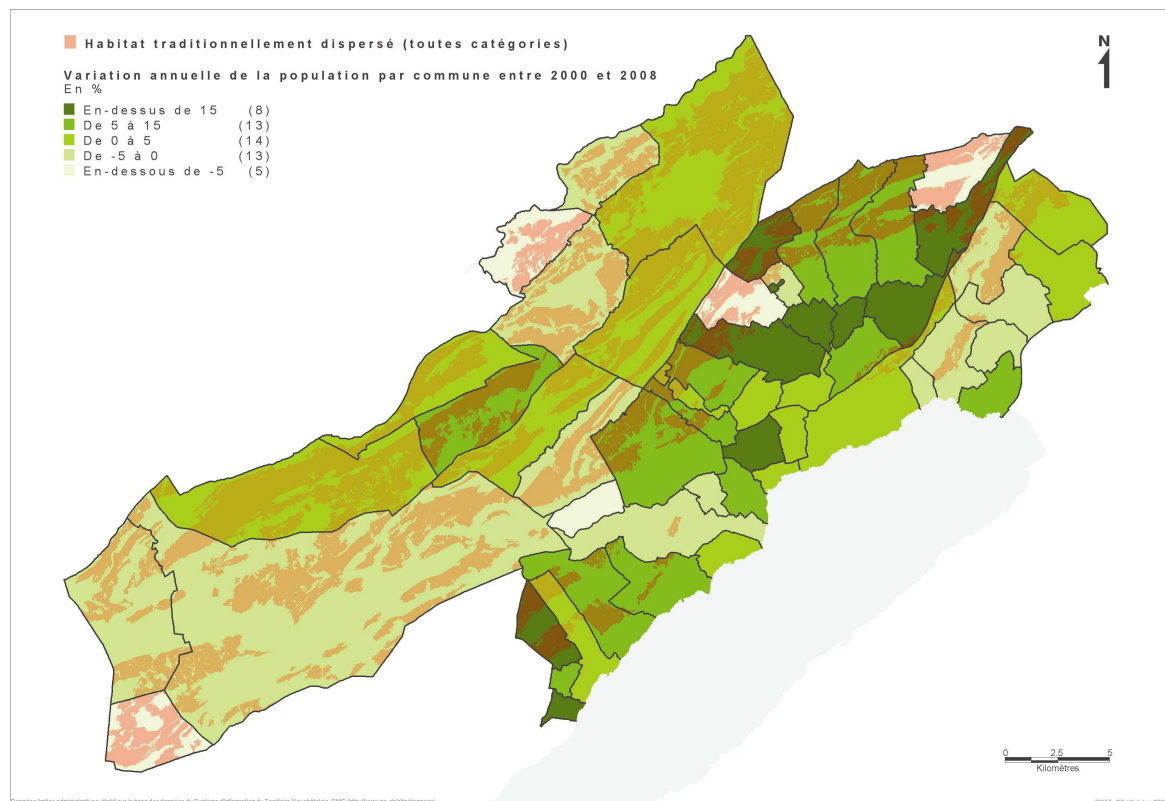 Habitat traditionnellement dispersé (toutes catégories)
Variation annuelle de la population par commune entre 2000 et 2008
En %
En-dessus de 15 (8)
De 5 à 15 (13)
De 0 à 5 (14)
De -5 à 0 (13)
En-dessous de -5 (5)
N
0 2.5 5
Kilomètres